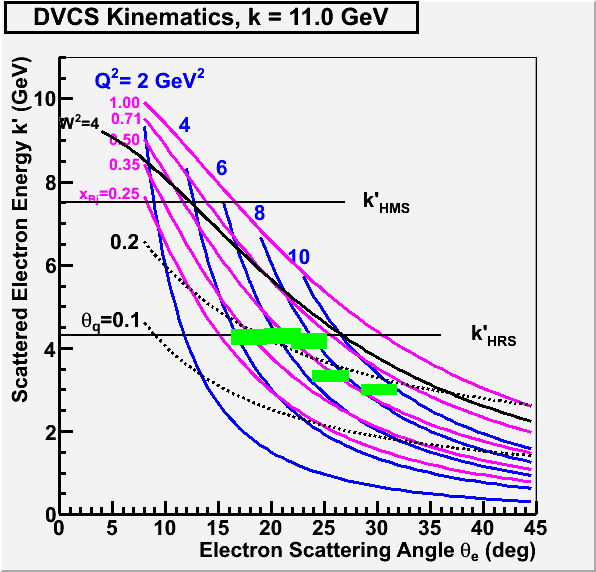 DVCS Kinematics, k = 11.0 GeV
Scattered Electron Energy k' (GeV)
Q²= 2 GeV²
4
6
8
10
W²=4
1.00
0.71
0.50
0.35
x_Bj=0.25
0.2
θ_q=0.1
k'_HMS
k'_HRS
10
8
6
4
2
0
0 5 10 15 20 25 30 35 40 45
Electron Scattering Angle θ_e (deg)